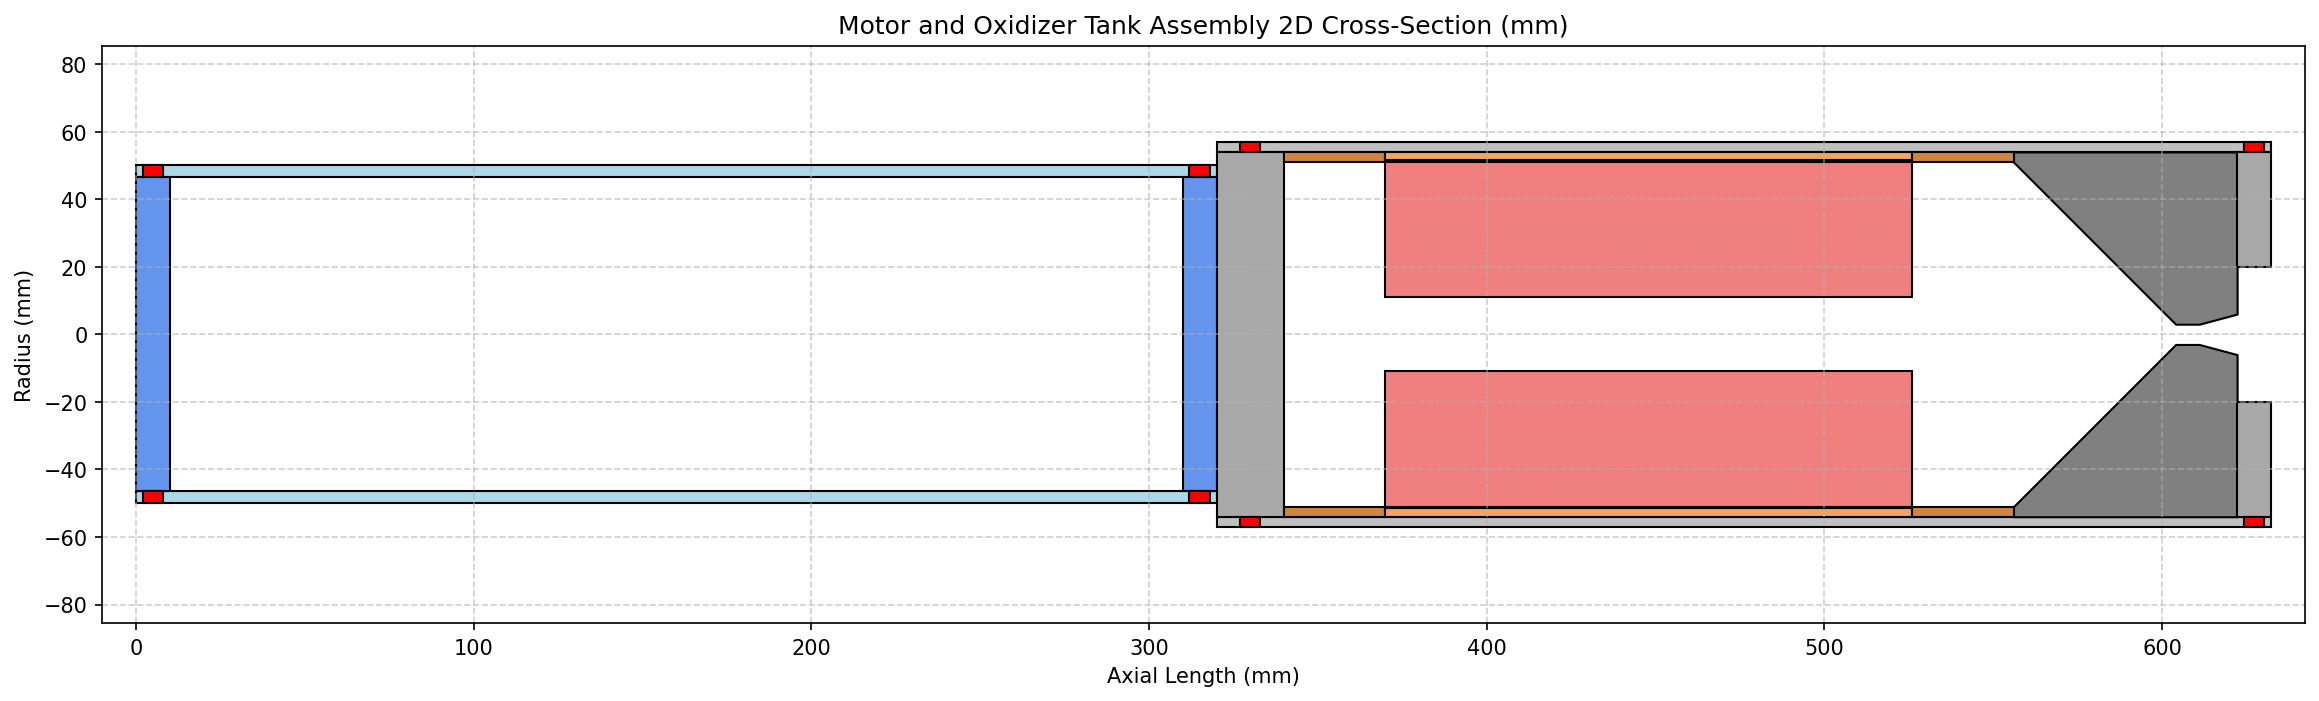 Motor and Oxidizer Tank Assembly 2D Cross-Section (mm)
80
60
40
20
0
−20
−40
−60
−80
Radius (mm)
0 100 200 300 400 500 600
Axial Length (mm)